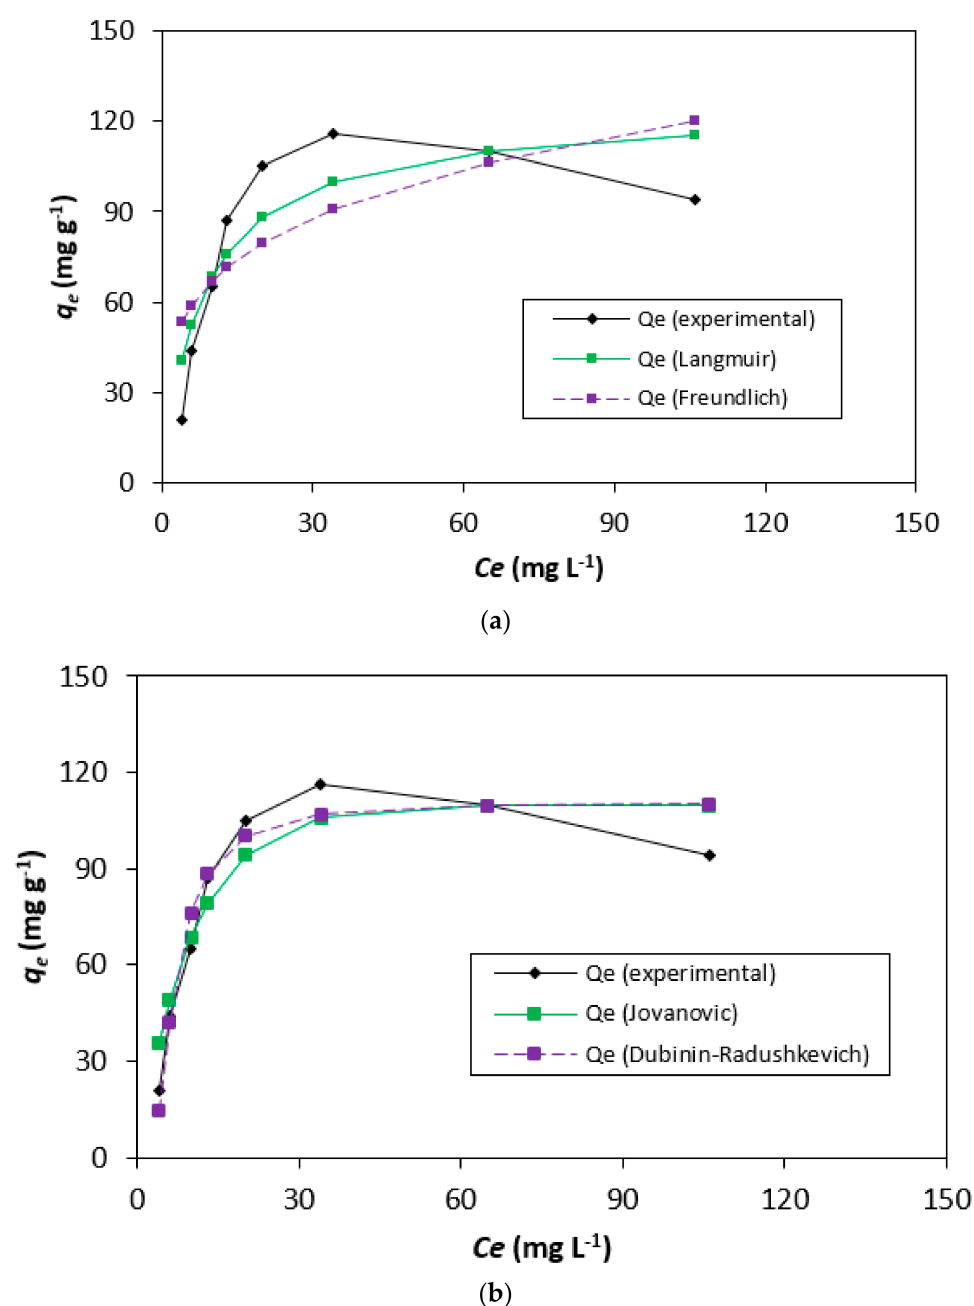 150
120
90
60
30
0
qe (mg g-1)
Qe (experimental)
Qe (Langmuir)
Qe (Freundlich)
0 30 60 90 120 150
Ce (mg L-1)
(a)
150
120
90
60
30
0
qe (mg g-1)
Qe (experimental)
Qe (Jovanovic)
Qe (Dubinin-Radushkevich)
0 30 60 90 120 150
Ce (mg L-1)
(b)